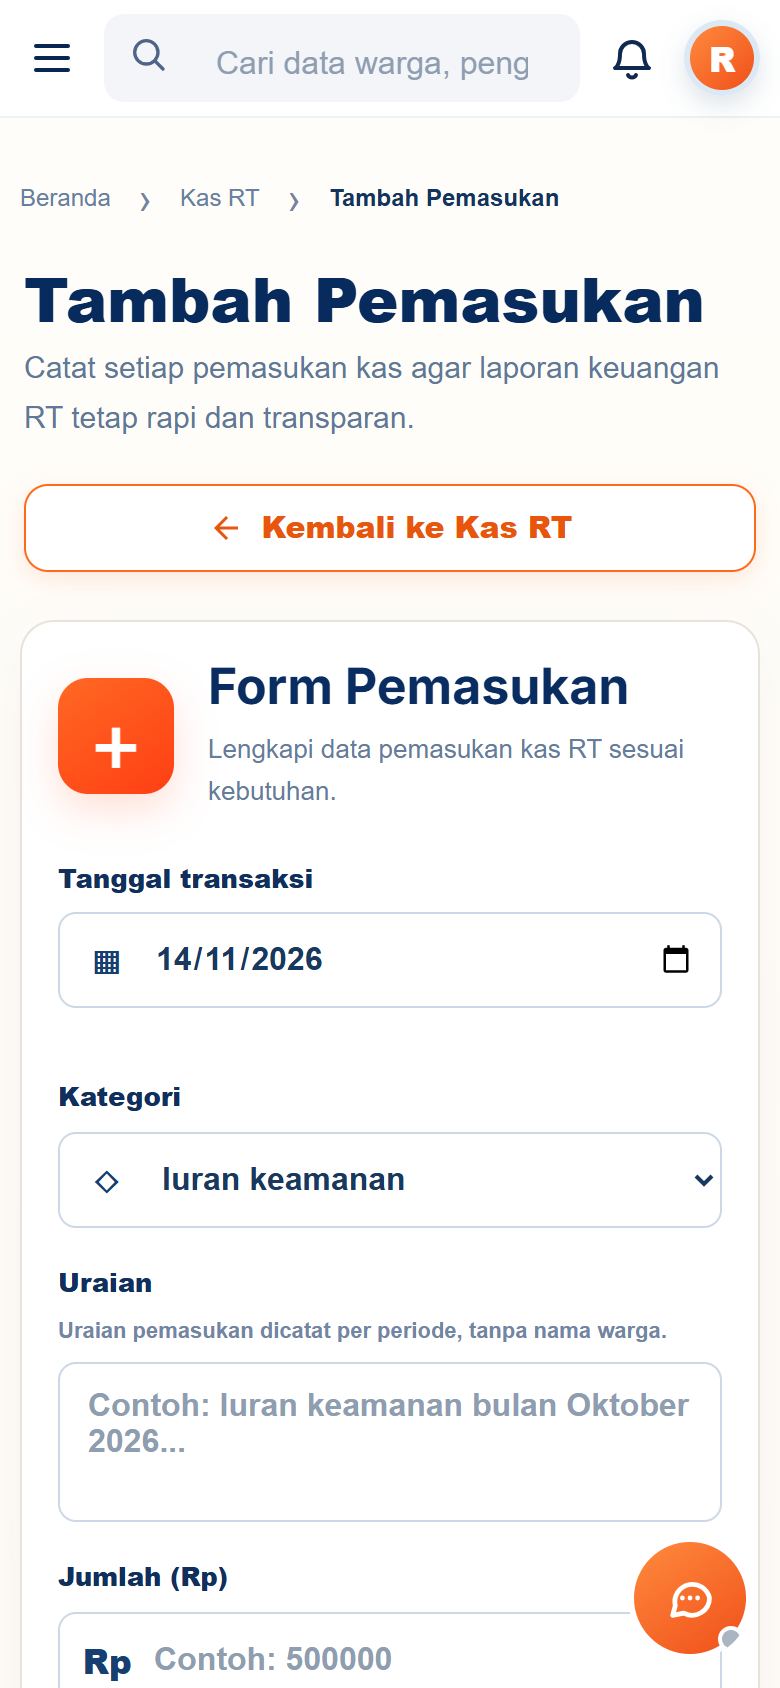 Cari data warga, peng
R
Beranda › Kas RT › Tambah Pemasukan
Tambah Pemasukan
Catat setiap pemasukan kas agar laporan keuangan
RT tetap rapi dan transparan.
← Kembali ke Kas RT
+
Form Pemasukan
Lengkapi data pemasukan kas RT sesuai
kebutuhan.
Tanggal transaksi
14/11/2026
Kategori
Iuran keamanan
Uraian
Uraian pemasukan dicatat per periode, tanpa nama warga.
Contoh: Iuran keamanan bulan Oktober
2026...
Jumlah (Rp)
Rp Contoh: 500000